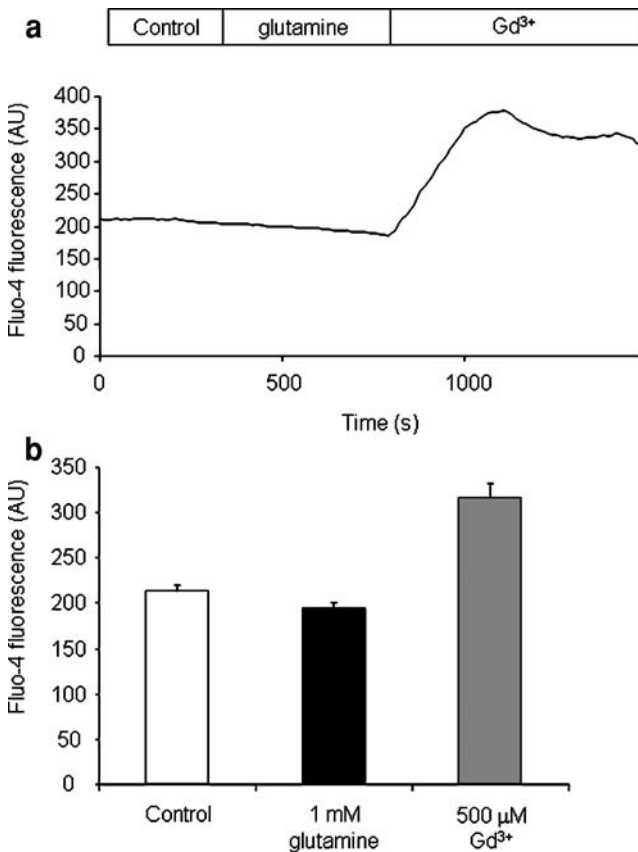 a
Control glutamine Gd³⁺
Fluo-4 fluorescence (AU)
400
350
300
250
200
150
100
50
0
0 500 1000
Time (s)
b
Fluo-4 fluorescence (AU)
350
300
250
200
150
100
50
0
Control 1 mM 500 µM
glutamine Gd³⁺